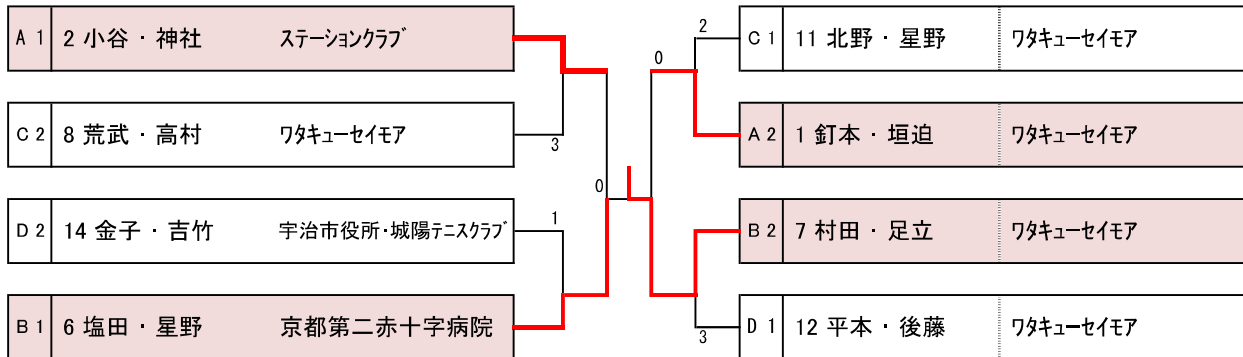 A 1 2 小谷・神社 ステーションクラブ
C 2 8 荒武・高村 ワタキューセイモア
3
0
D 2 14 金子・吉竹 宇治市役所・城陽テニスクラブ
1
B 1 6 塩田・星野 京都第二赤十字病院
2
C 1 11 北野・星野 ワタキューセイモア
0
A 2 1 釘本・垣迫 ワタキューセイモア
B 2 7 村田・足立 ワタキューセイモア
3
D 1 12 平本・後藤 ワタキューセイモア